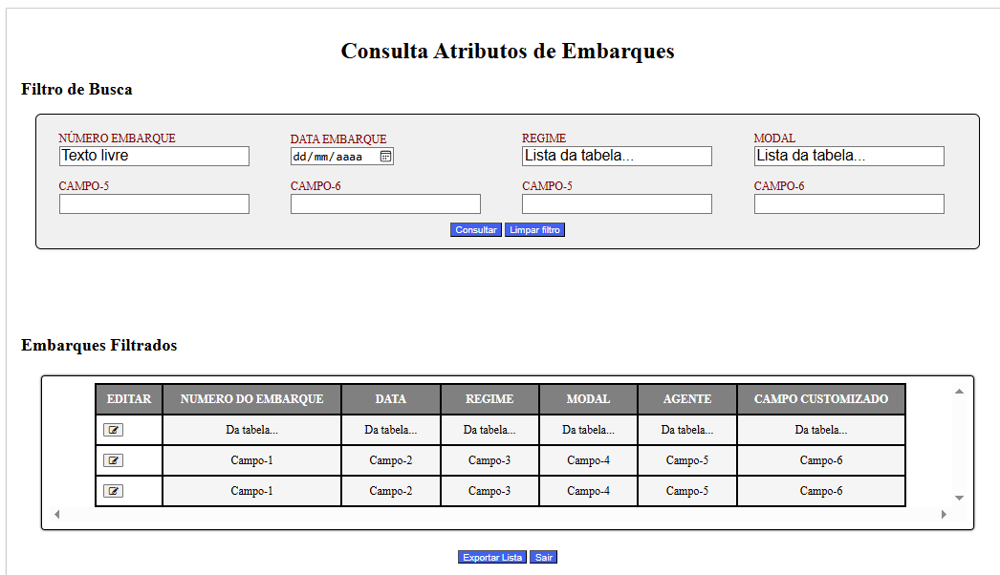 Consulta Atributos de Embarques
Filtro de Busca
NÚMERO EMBARQUE DATA EMBARQUE REGIME MODAL
Texto livre dd/mm/aaaa Lista da tabela... Lista da tabela...
CAMPO-5 CAMPO-6 CAMPO-5 CAMPO-6
Consultar Limpar filtro
Embarques Filtrados
EDITAR NUMERO DO EMBARQUE DATA REGIME MODAL AGENTE CAMPO CUSTOMIZADO
Da tabela... Da tabela... Da tabela... Da tabela... Da tabela... Da tabela...
Campo-1 Campo-2 Campo-3 Campo-4 Campo-5 Campo-6
Campo-1 Campo-2 Campo-3 Campo-4 Campo-5 Campo-6
Exportar Lista Sair